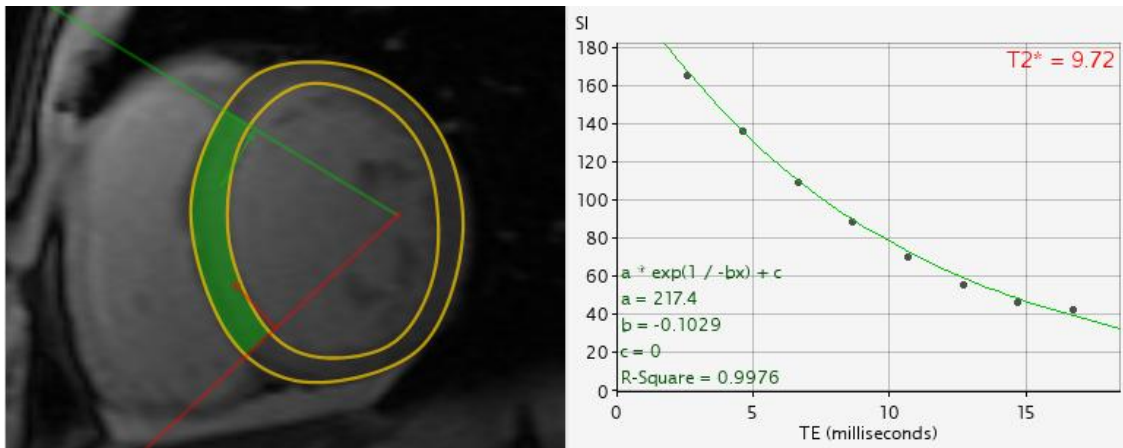 SI
T2* = 9.72
180
160
140
120
100
80
60
40
20
0
a * exp(1 / -bx) + c
a = 217.4
b = -0.1029
c = 0
R-Square = 0.9976
0 5 10 15
TE (milliseconds)